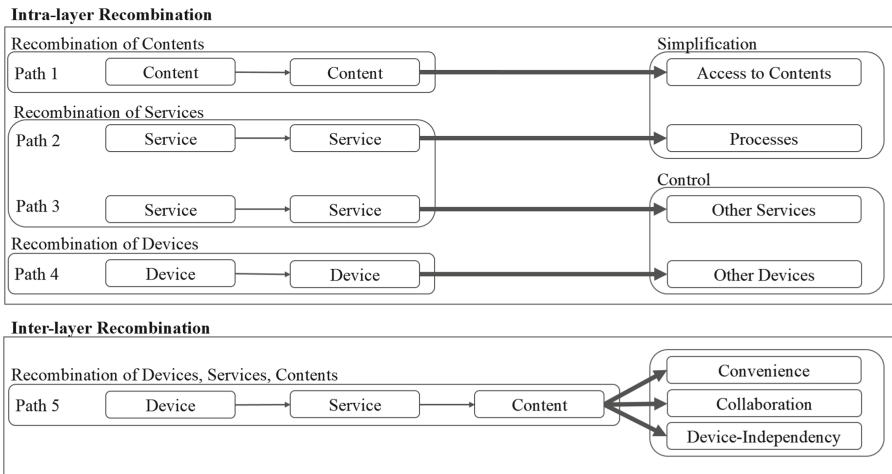 Intra-layer Recombination
Recombination of Contents
Simplification
Path 1
Content
Content
Access to Contents
Recombination of Services
Path 2
Service
Service
Processes
Control
Path 3
Service
Service
Other Services
Recombination of Devices
Path 4
Device
Device
Other Devices
Inter-layer Recombination
Recombination of Devices, Services, Contents
Convenience
Path 5
Device
Service
Content
Collaboration
Device-Independency